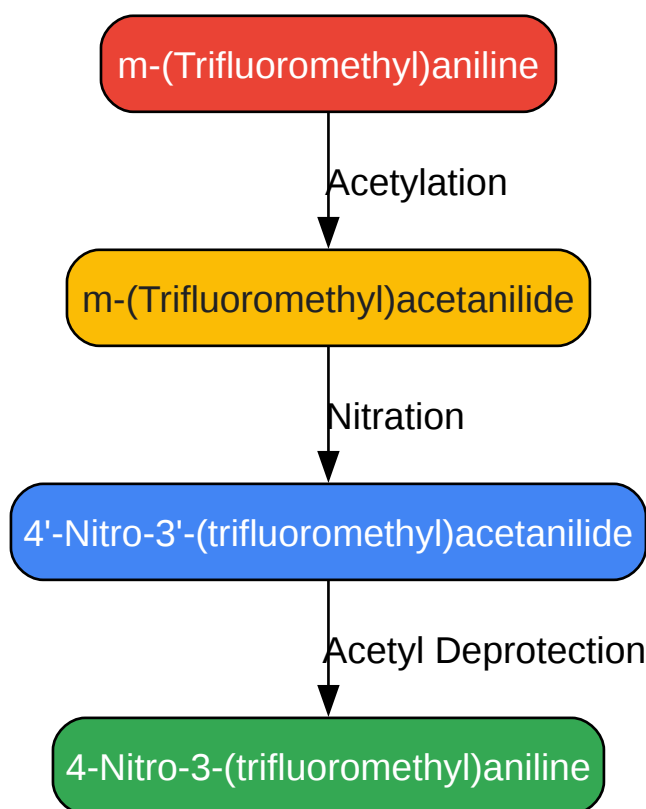 m-(Trifluoromethyl)aniline
Acetylation
m-(Trifluoromethyl)acetanilide
Nitration
4'-Nitro-3'-(trifluoromethyl)acetanilide
Acetyl Deprotection
4-Nitro-3-(trifluoromethyl)aniline